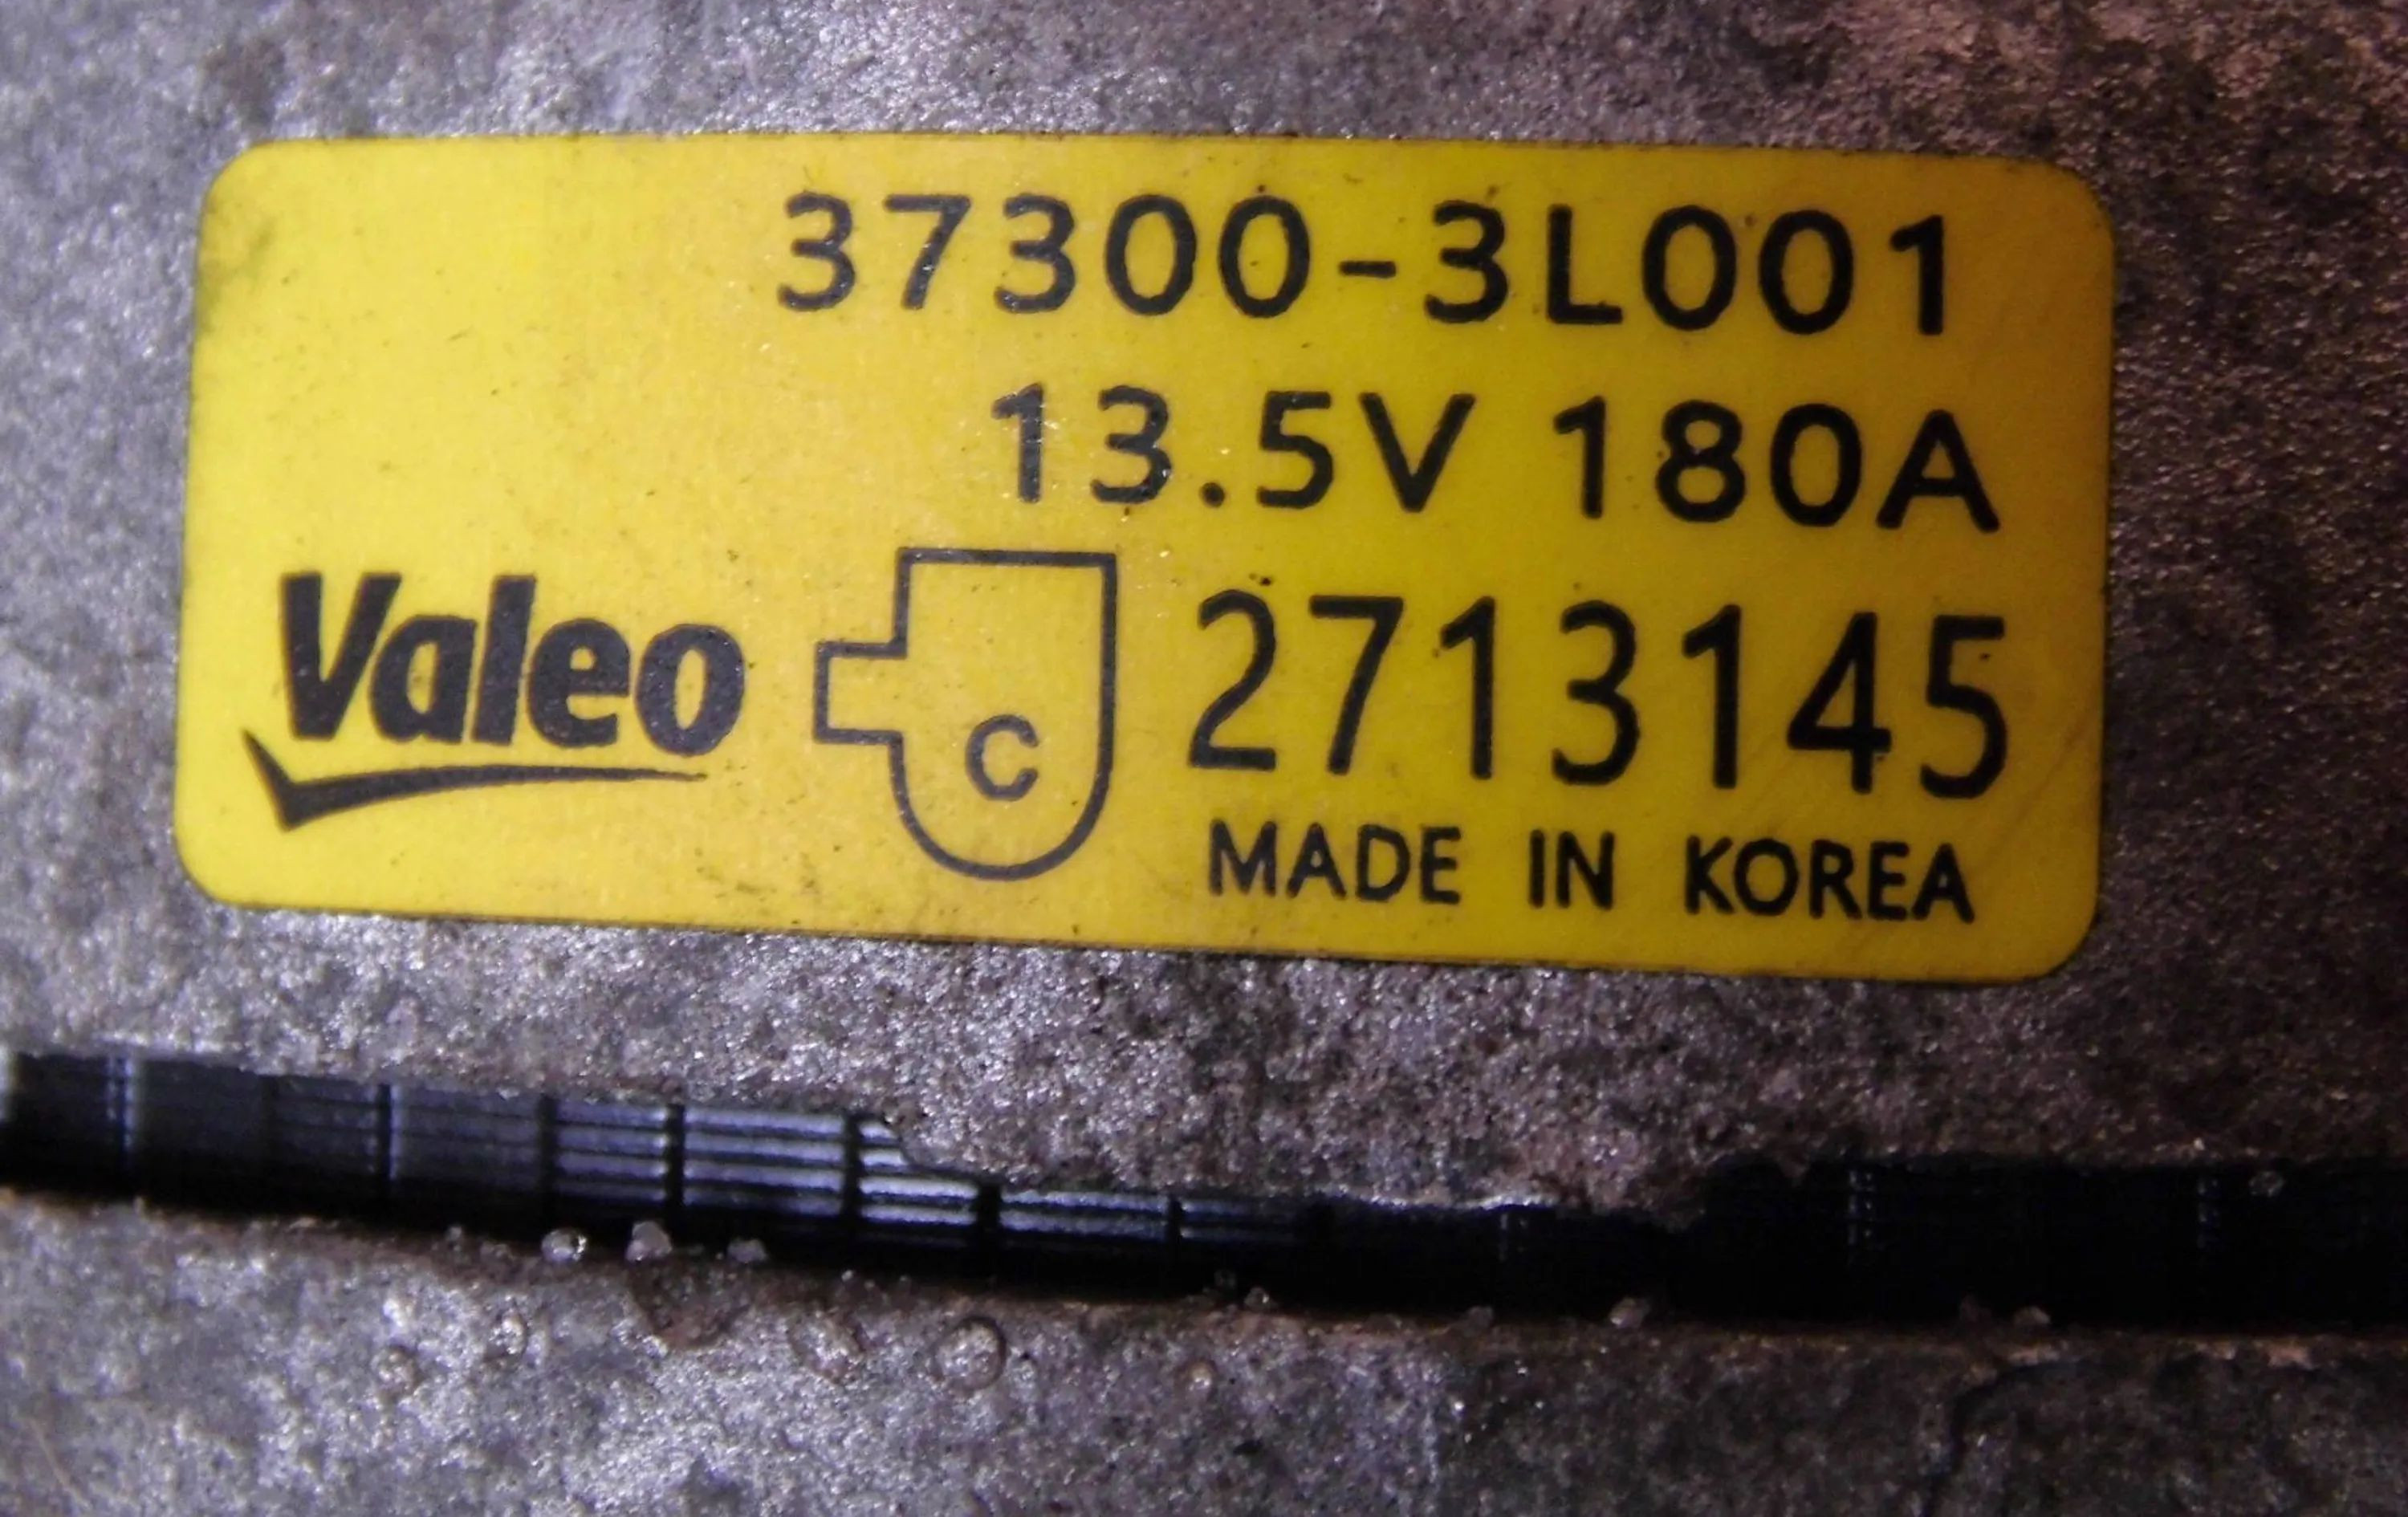 37300-3L001
13.5V 180A
Valeo C 2713145
MADE IN KOREA